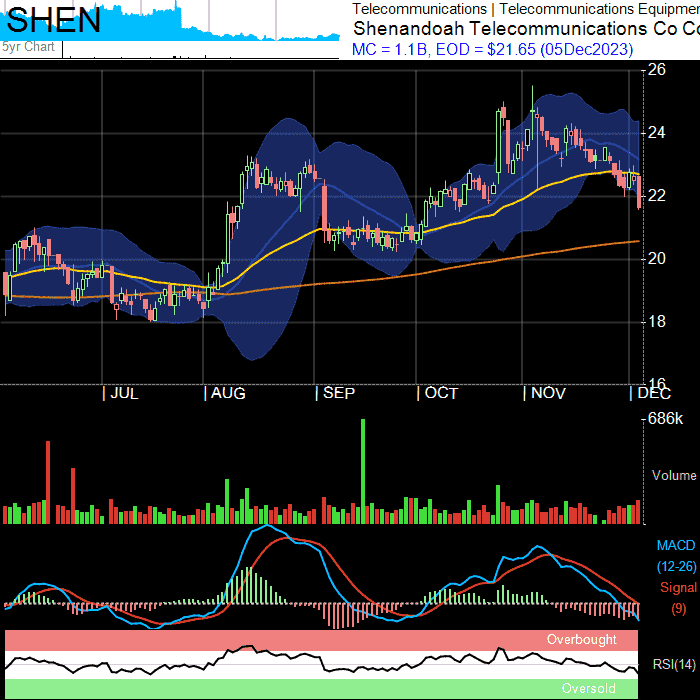 SHEN
5yr Chart
Telecommunications | Telecommunications Equipmen
Shenandoah Telecommunications Co Co
MC = 1.1B, EOD = $21.65 (05Dec2023)
26
24
22
20
18
16
| JUL | AUG | SEP | OCT | NOV | DEC
686k
Volume
MACD
(12-26)
Signal
(9)
Overbought
RSI(14)
Oversold